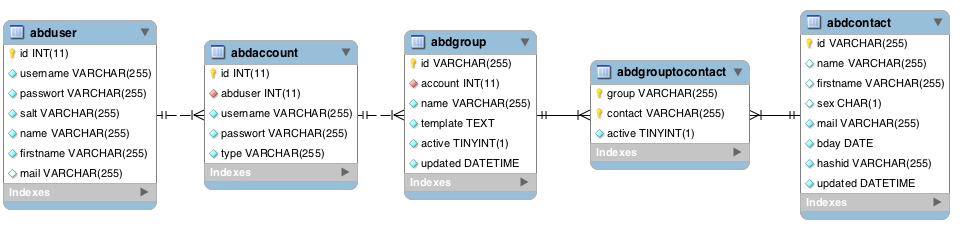 abduser
id INT(11)
username VARCHAR(255)
passwort VARCHAR(255)
salt VARCHAR(255)
name VARCHAR(255)
firstname VARCHAR(255)
mail VARCHAR(255)
Indexes
abdaccount
id INT(11)
abduser INT(11)
username VARCHAR(255)
passwort VARCHAR(255)
type VARCHAR(255)
Indexes
abdgroup
id VARCHAR(255)
account INT(11)
name VARCHAR(255)
template TEXT
active TINYINT(1)
updated DATETIME
Indexes
abdgrouptocontact
group VARCHAR(255)
contact VARCHAR(255)
active TINYINT(1)
Indexes
abdcontact
id VARCHAR(255)
name VARCHAR(255)
firstname VARCHAR(255)
sex CHAR(1)
mail VARCHAR(255)
bday DATE
hashid VARCHAR(255)
updated DATETIME
Indexes